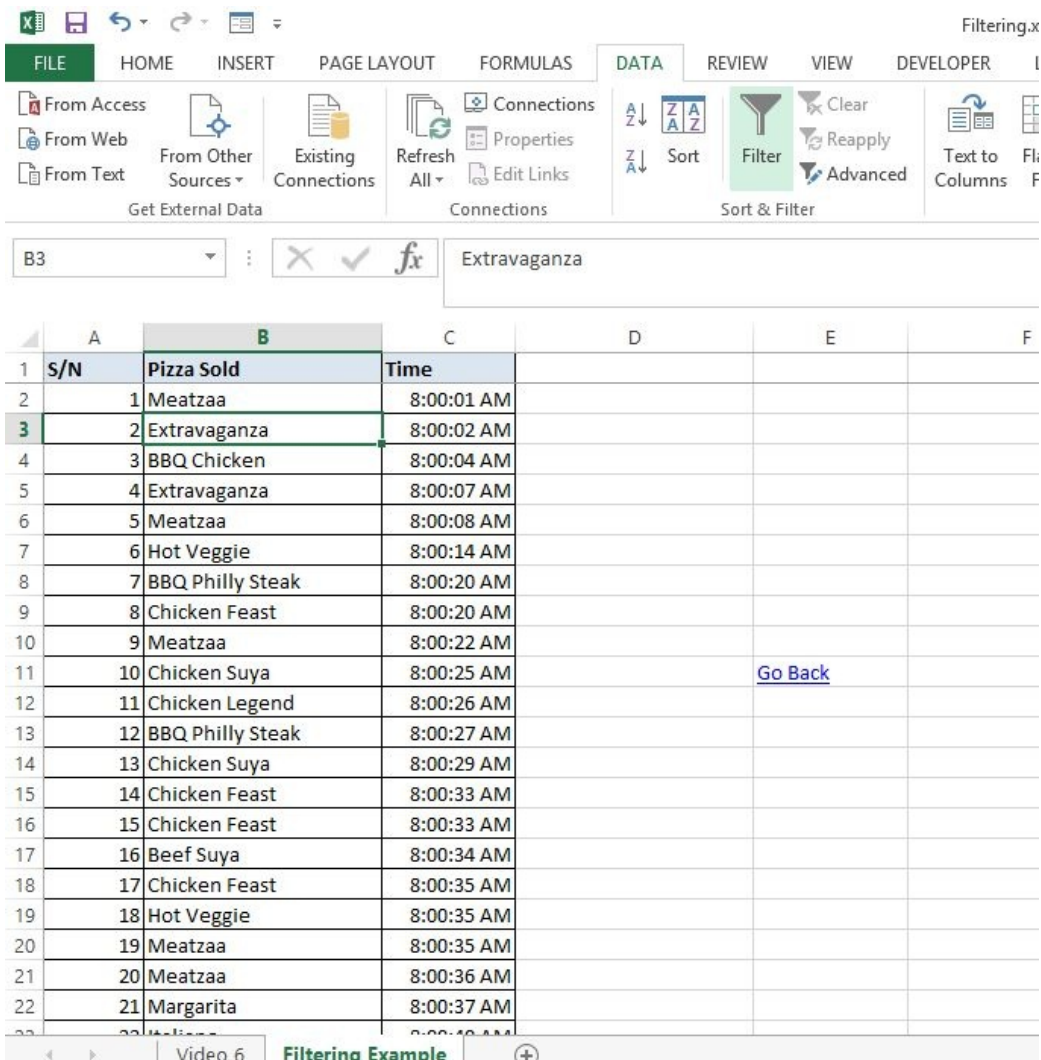 Filtering.x
FILE HOME INSERT PAGE LAYOUT FORMULAS DATA REVIEW VIEW DEVELOPER
From Access
From Web
From Text
From Other Sources
Existing Connections
Get External Data
Refresh All
Connections
Properties
Edit Links
Connections
Sort
Filter
Clear
Reapply
Advanced
Sort & Filter
Text to Columns
B3 fx Extravaganza
A B C D E F
1 S/N Pizza Sold Time
2 1 Meatzaa 8:00:01 AM
3 2 Extravaganza 8:00:02 AM
4 3 BBQ Chicken 8:00:04 AM
5 4 Extravaganza 8:00:07 AM
6 5 Meatzaa 8:00:08 AM
7 6 Hot Veggie 8:00:14 AM
8 7 BBQ Philly Steak 8:00:20 AM
9 8 Chicken Feast 8:00:20 AM
10 9 Meatzaa 8:00:22 AM
11 10 Chicken Suya 8:00:25 AM Go Back
12 11 Chicken Legend 8:00:26 AM
13 12 BBQ Philly Steak 8:00:27 AM
14 13 Chicken Suya 8:00:29 AM
15 14 Chicken Feast 8:00:33 AM
16 15 Chicken Feast 8:00:33 AM
17 16 Beef Suya 8:00:34 AM
18 17 Chicken Feast 8:00:35 AM
19 18 Hot Veggie 8:00:35 AM
20 19 Meatzaa 8:00:35 AM
21 20 Meatzaa 8:00:36 AM
22 21 Margarita 8:00:37 AM
Video 6 Filtering Example